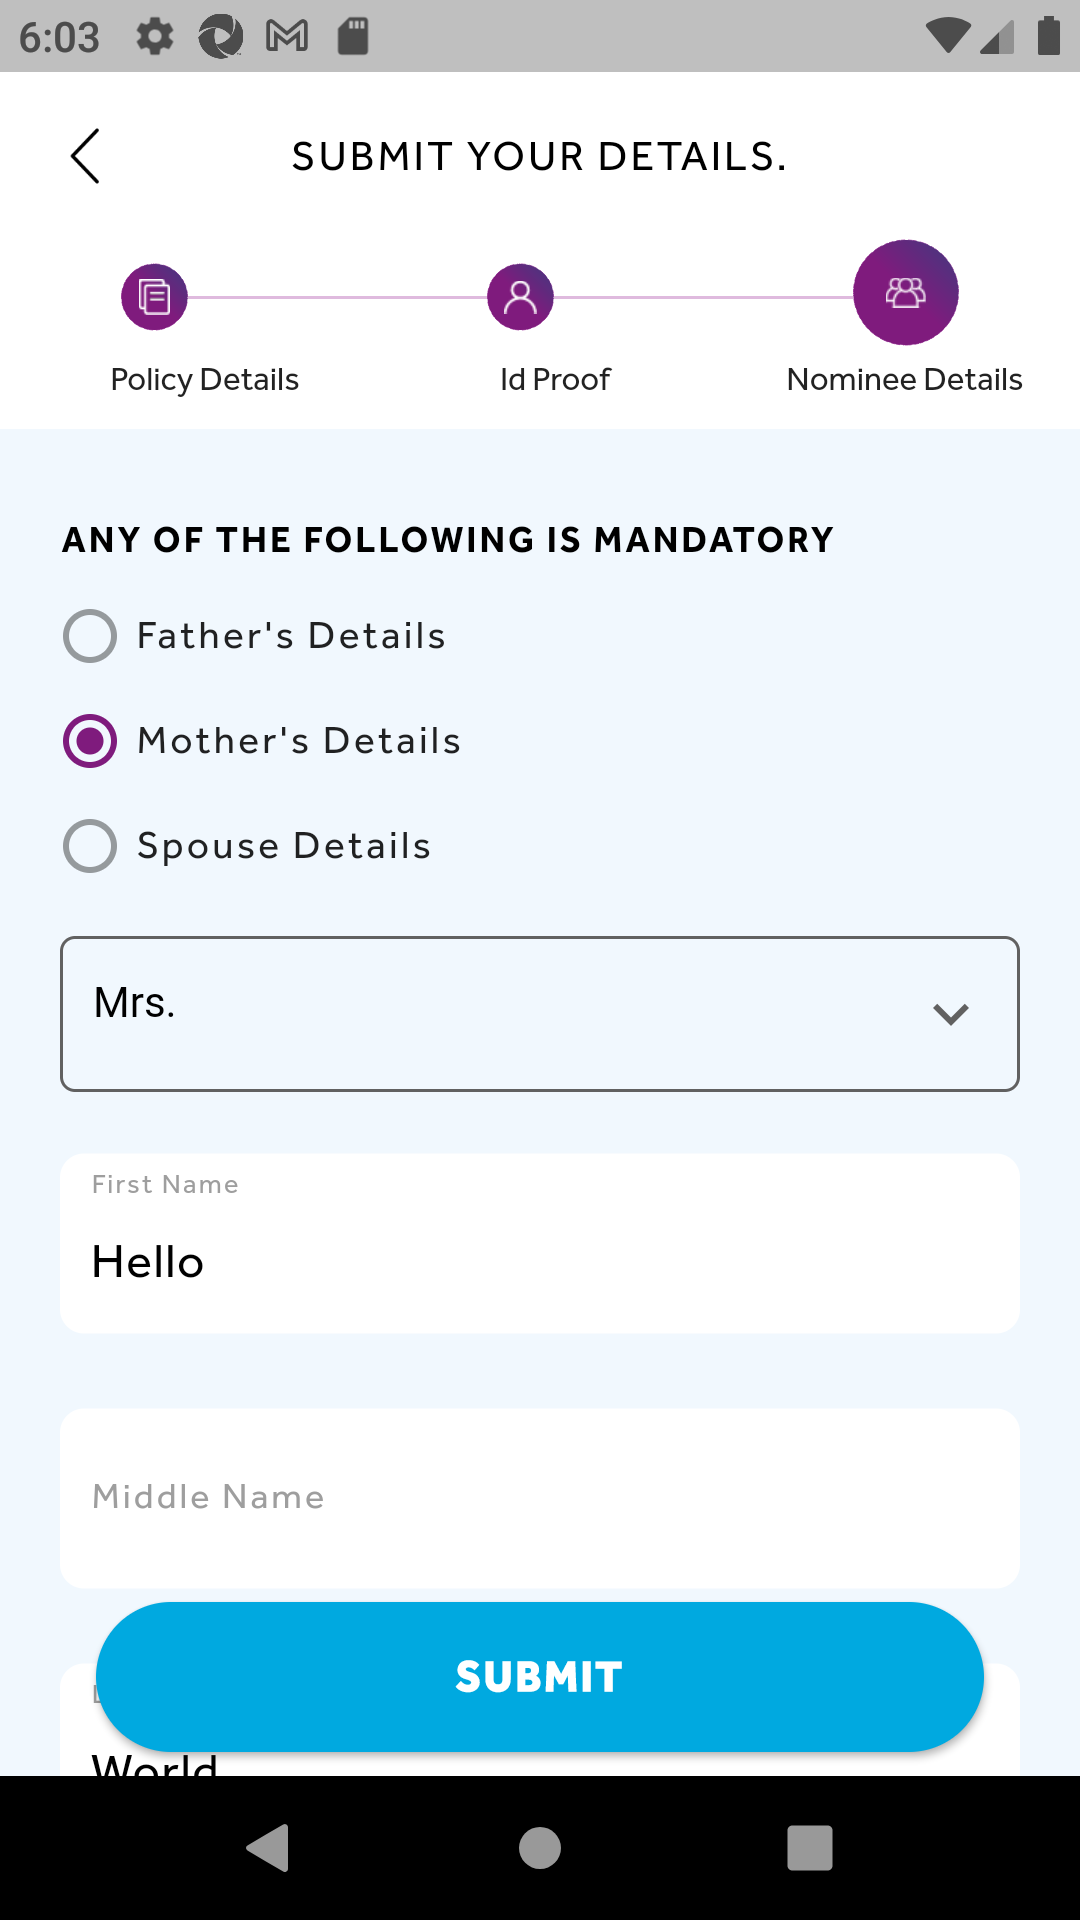 6:03
SUBMIT YOUR DETAILS.
Policy Details
Id Proof
Nominee Details
ANY OF THE FOLLOWING IS MANDATORY
Father's Details
Mother's Details
Spouse Details
Mrs.
First Name
Hello
Middle Name
SUBMIT
World